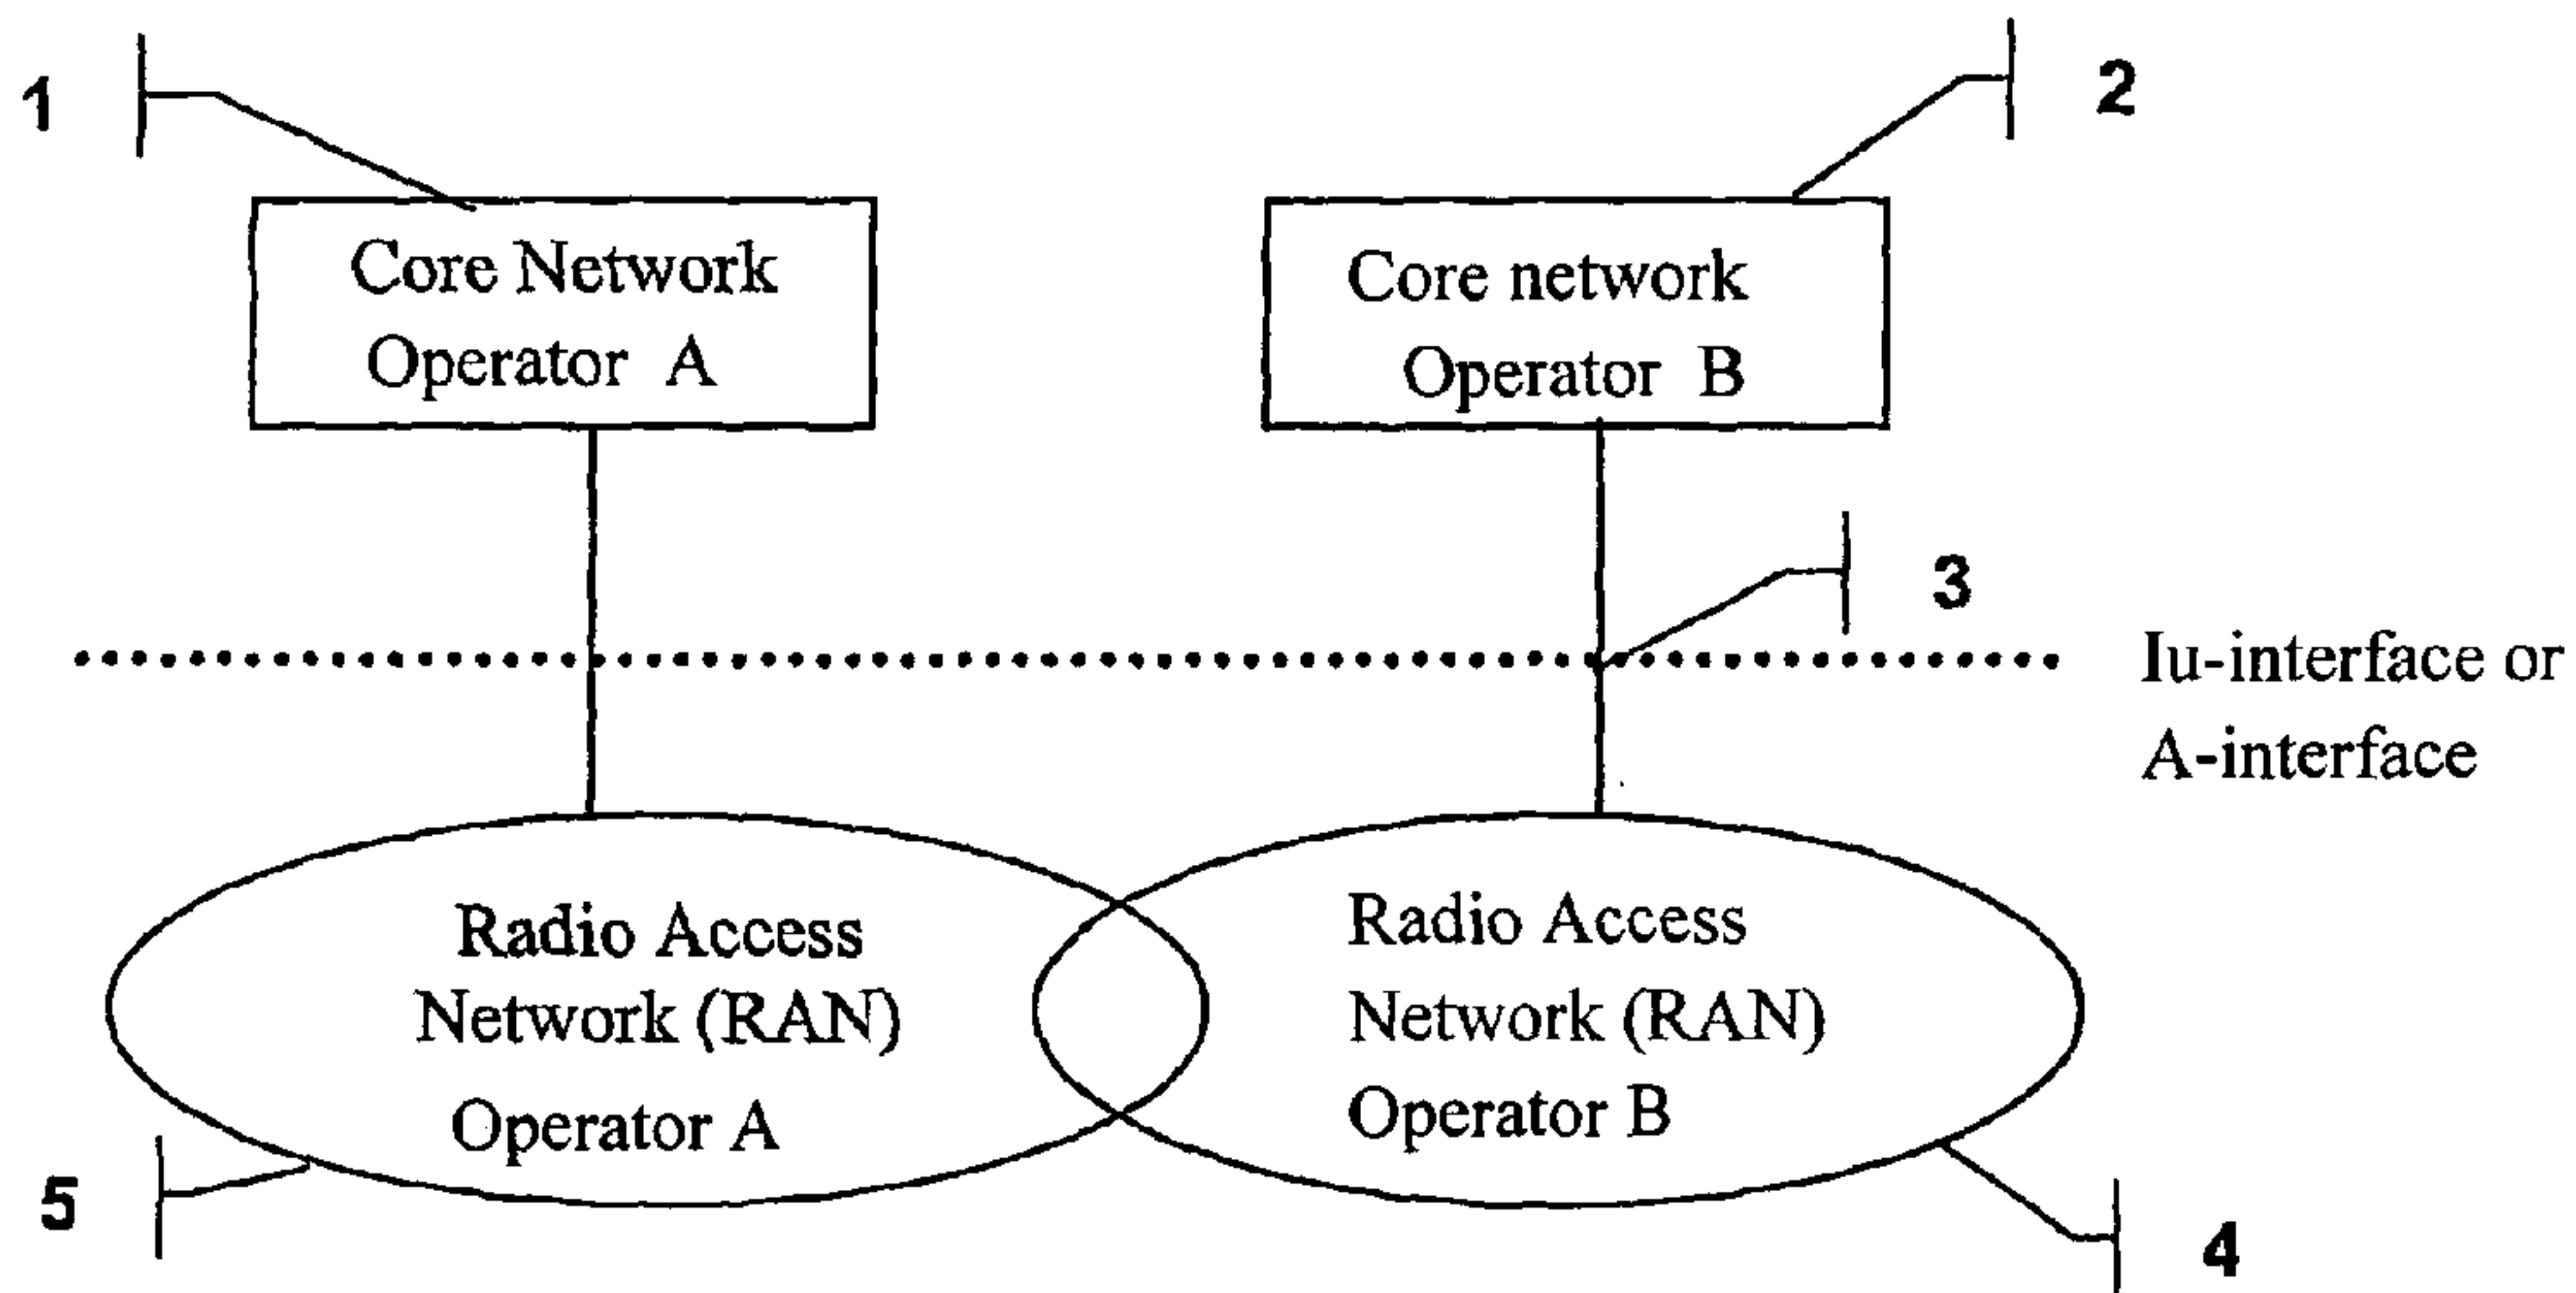 1
2
Core Network
Operator A
Core network
Operator B
3
Iu-interface or
A-interface
Radio Access
Network (RAN)
Operator A
Radio Access
Network (RAN)
Operator B
5
4